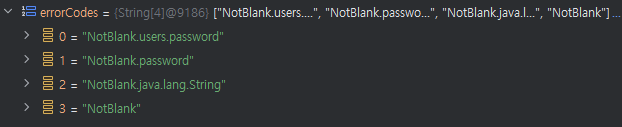 errorCodes = {String[4]@9186} ["NotBlank.users....", "NotBlank.passwo...", "NotBlank.java.l...", "NotBlank"] ...
0 = "NotBlank.users.password"
1 = "NotBlank.password"
2 = "NotBlank.java.lang.String"
3 = "NotBlank"